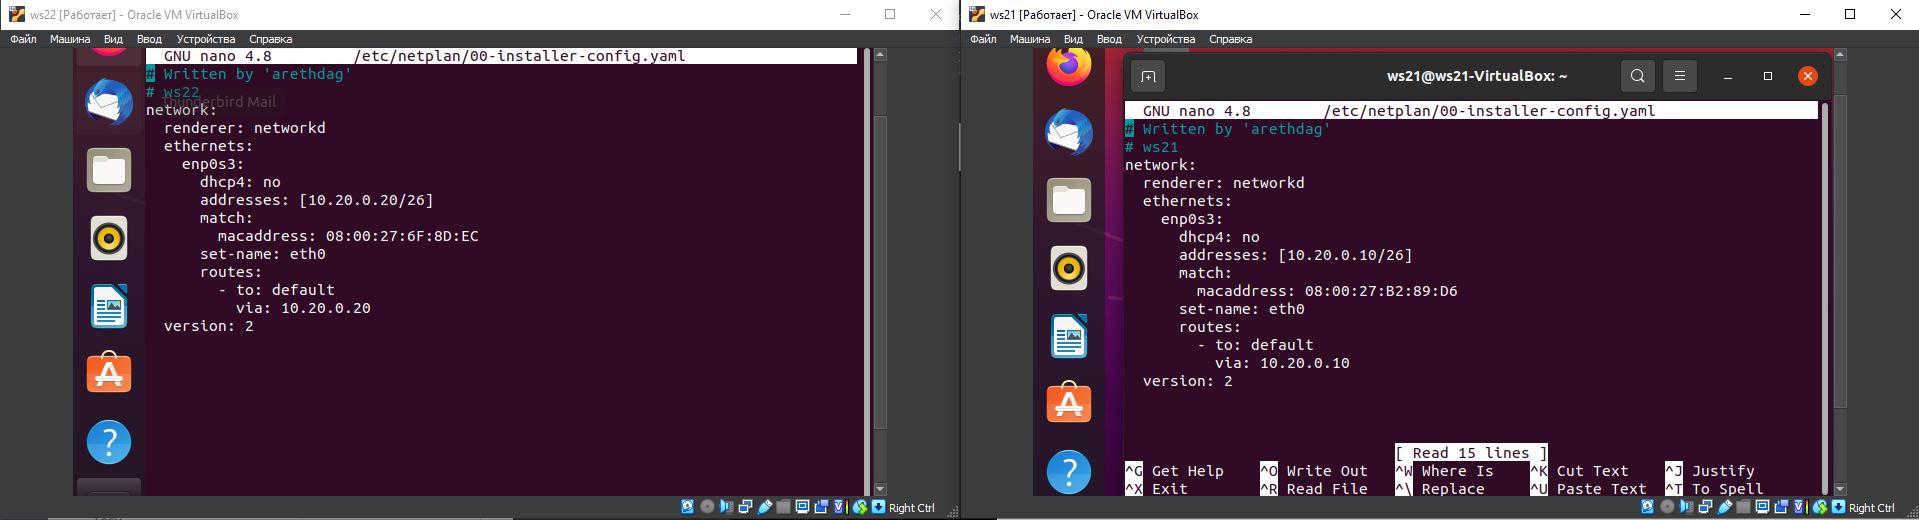 ws22 [Работает] - Oracle VM VirtualBox
Файл Машина Вид Ввод Устройства Справка
GNU nano 4.8 /etc/netplan/00-installer-config.yaml
# Written by 'arethdag'
# ws22
Thunderbird Mail
network:
  renderer: networkd
  ethernets:
    enp0s3:
      dhcp4: no
      addresses: [10.20.0.20/26]
      match:
        macaddress: 08:00:27:6F:8D:EC
      set-name: eth0
      routes:
        - to: default
          via: 10.20.0.20
  version: 2
Right Ctrl
ws21 [Работает] - Oracle VM VirtualBox
Файл Машина Вид Ввод Устройства Справка
ws21@ws21-VirtualBox: ~
GNU nano 4.8 /etc/netplan/00-installer-config.yaml
# Written by 'arethdag'
# ws21
network:
  renderer: networkd
  ethernets:
    enp0s3:
      dhcp4: no
      addresses: [10.20.0.10/26]
      match:
        macaddress: 08:00:27:B2:89:D6
      set-name: eth0
      routes:
        - to: default
          via: 10.20.0.10
  version: 2
[ Read 15 lines ]
^G Get Help ^O Write Out ^W Where Is ^K Cut Text ^J Justify
^X Exit ^R Read File ^\ Replace ^U Paste Text ^T To Spell
Right Ctrl